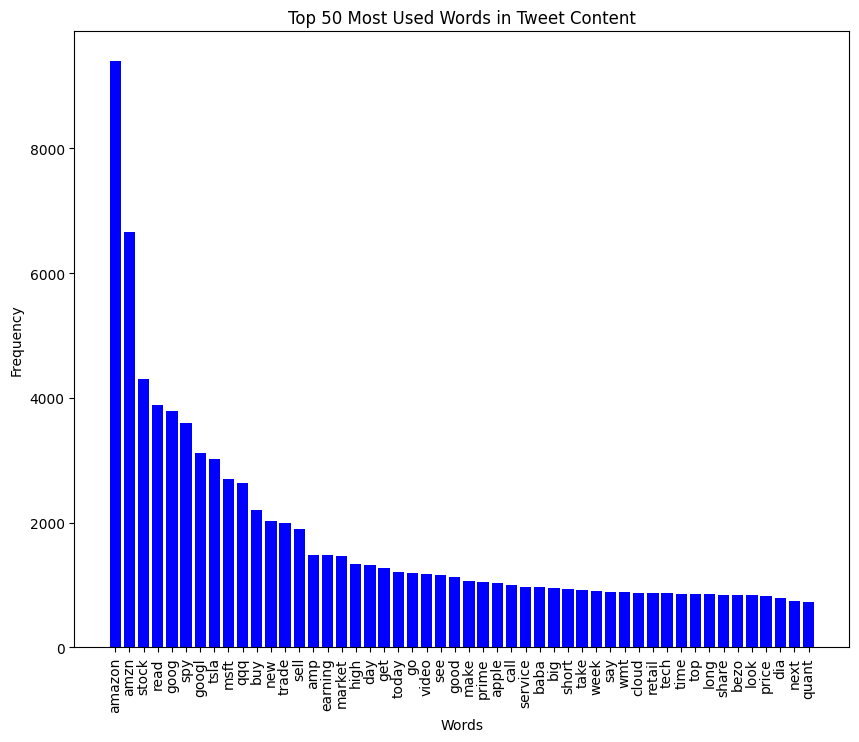 Top 50 Most Used Words in Tweet Content
Frequency
8000
6000
4000
2000
0
amazon
amzn
stock
read
goog
spy
googl
tsla
msft
qqq
buy
new
trade
sell
amp
earning
market
high
day
get
today
go
video
see
good
make
prime
apple
call
service
baba
big
short
take
week
say
wmt
cloud
retail
tech
time
top
long
share
bezo
look
price
dia
next
quant
Words